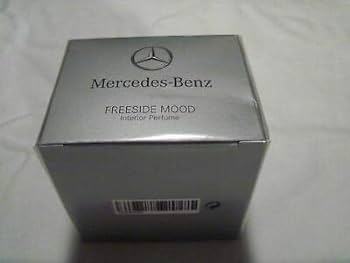 Mercedes-Benz
FREESIDE MOOD
Interior Perfume